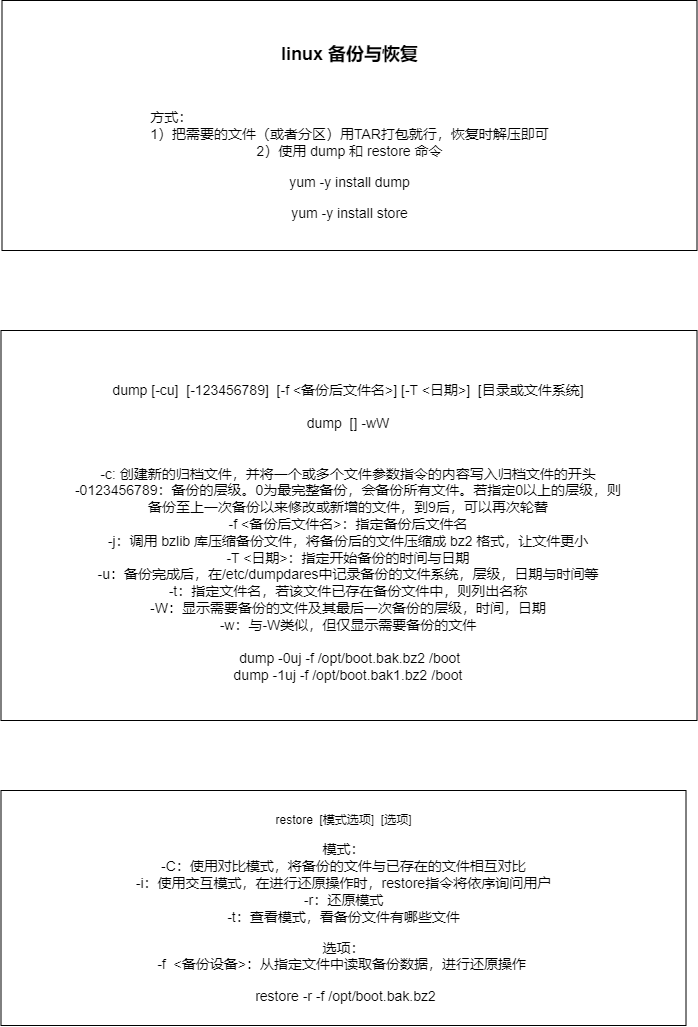 linux 备份与恢复
方式：
1）把需要的文件（或者分区）用TAR打包就行，恢复时解压即可
2）使用 dump 和 restore 命令
yum -y install dump
yum -y install store
dump [-cu]  [-123456789]  [-f <备份后文件名>] [-T <日期>]  [目录或文件系统]
dump  [] -wW
-c: 创建新的归档文件，并将一个或多个文件参数指令的内容写入归档文件的开头
-0123456789：备份的层级。0为最完整备份，会备份所有文件。若指定0以上的层级，则
备份至上一次备份以来修改或新增的文件，到9后，可以再次轮替
-f <备份后文件名>：指定备份后文件名
-j：调用 bzlib 库压缩备份文件，将备份后的文件压缩成 bz2 格式，让文件更小
-T <日期>：指定开始备份的时间与日期
-u：备份完成后，在/etc/dumpdares中记录备份的文件系统，层级，日期与时间等
-t：指定文件名，若该文件已存在备份文件中，则列出名称
-W：显示需要备份的文件及其最后一次备份的层级，时间，日期
-w：与-W类似，但仅显示需要备份的文件
dump -0uj -f /opt/boot.bak.bz2 /boot
dump -1uj -f /opt/boot.bak1.bz2 /boot
restore  [模式选项]  [选项]
模式：
-C：使用对比模式，将备份的文件与已存在的文件相互对比
-i：使用交互模式，在进行还原操作时，restore指令将依序询问用户
-r：还原模式
-t：查看模式，看备份文件有哪些文件
选项：
-f  <备份设备>：从指定文件中读取备份数据，进行还原操作
restore -r -f /opt/boot.bak.bz2